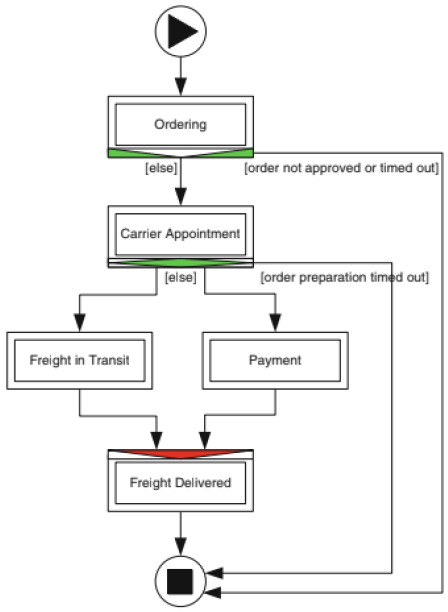 Ordering
[else]
[order not approved or timed out]
Carrier Appointment
[else]
[order preparation timed out]
Freight in Transit
Payment
Freight Delivered